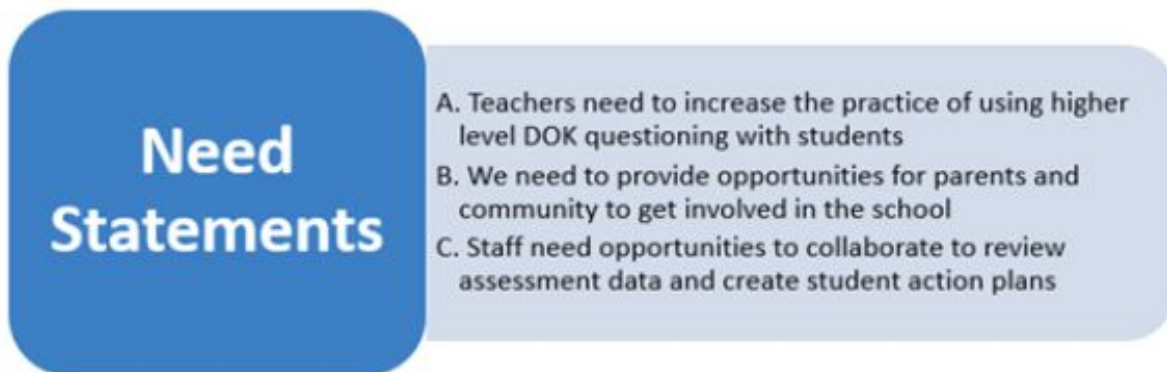 Need
Statements
A. Teachers need to increase the practice of using higher
level DOK questioning with students
B. We need to provide opportunities for parents and
community to get involved in the school
C. Staff need opportunities to collaborate to review
assessment data and create student action plans